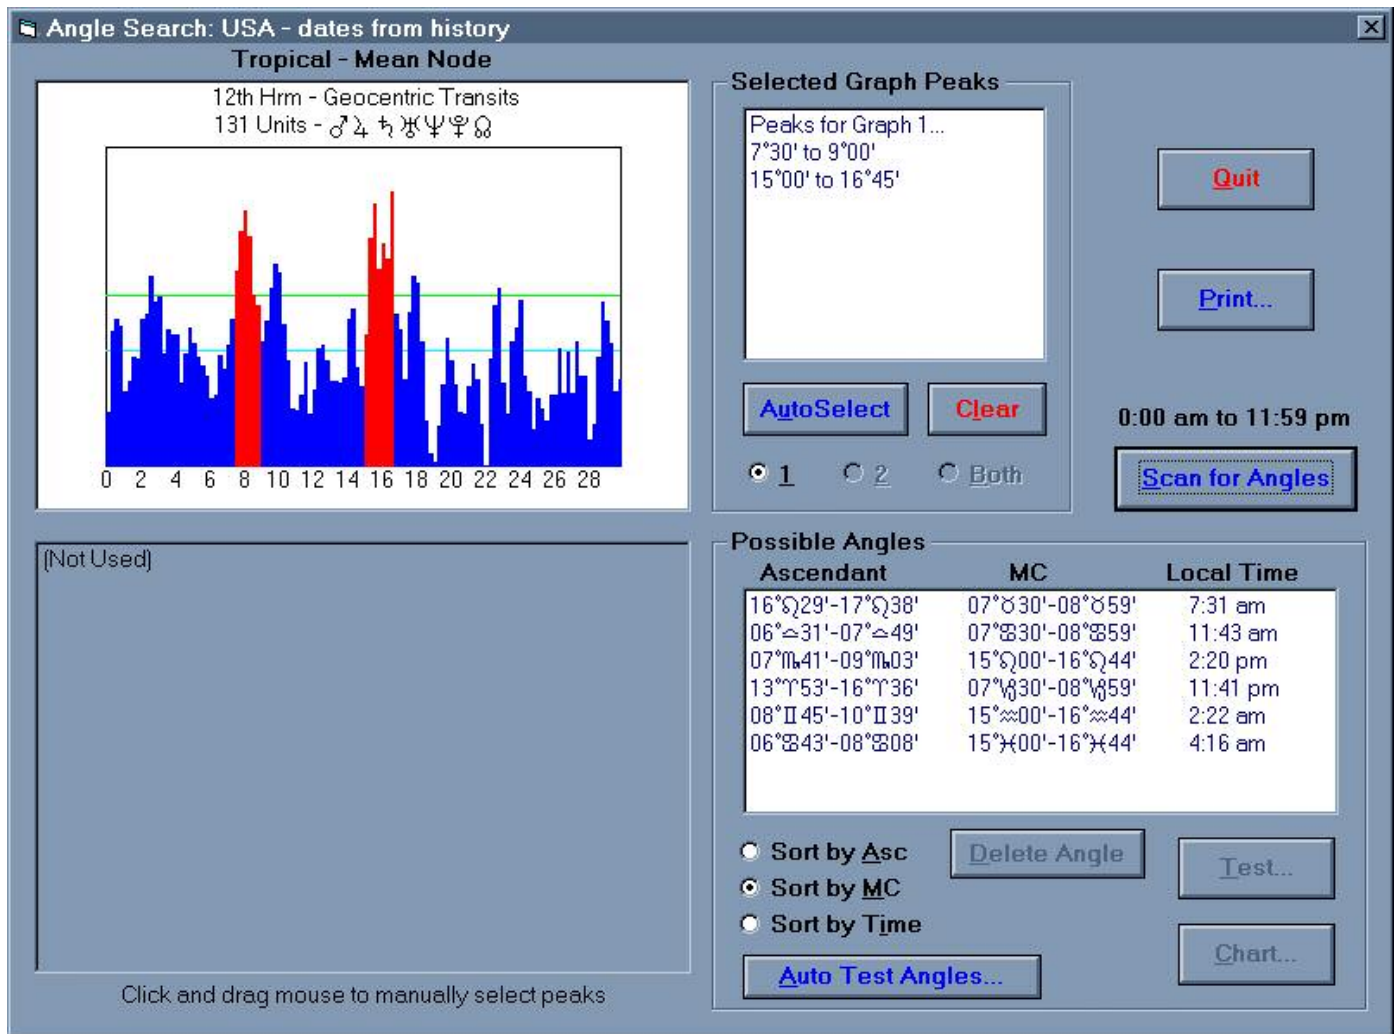 Angle Search: USA - dates from history
Tropical - Mean Node
12th Hrm - Geocentric Transits
131 Units - ♂♃♄♅♆♇☊
0 2 4 6 8 10 12 14 16 18 20 22 24 26 28
(Not Used)
Click and drag mouse to manually select peaks
Selected Graph Peaks
Peaks for Graph 1...
7°30' to 9°00'
15°00' to 16°45'
AutoSelect
Clear
1
2
Both
Quit
Print...
0:00 am to 11:59 pm
Scan for Angles
Possible Angles
Ascendant MC Local Time
16°♌29'-17°♌38' 07°♉30'-08°♉59' 7:31 am
06°♎31'-07°♎49' 07°♋30'-08°♋59' 11:43 am
07°♏41'-09°♏03' 15°♌00'-16°♌44' 2:20 pm
13°♈53'-16°♈36' 07°♑30'-08°♑59' 11:41 pm
08°♊45'-10°♊39' 15°♒00'-16°♒44' 2:22 am
06°♋43'-08°♋08' 15°♓00'-16°♓44' 4:16 am
Sort by Asc
Sort by MC
Sort by Time
Delete Angle
Test...
Chart...
Auto Test Angles...